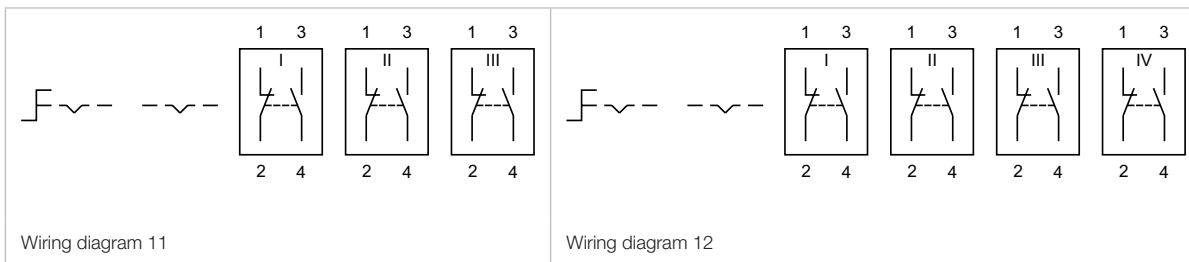 1 3 1 3 1 3
I II III
2 4 2 4 2 4
Wiring diagram 11
1 3 1 3 1 3 1 3
I II III IV
2 4 2 4 2 4 2 4
Wiring diagram 12